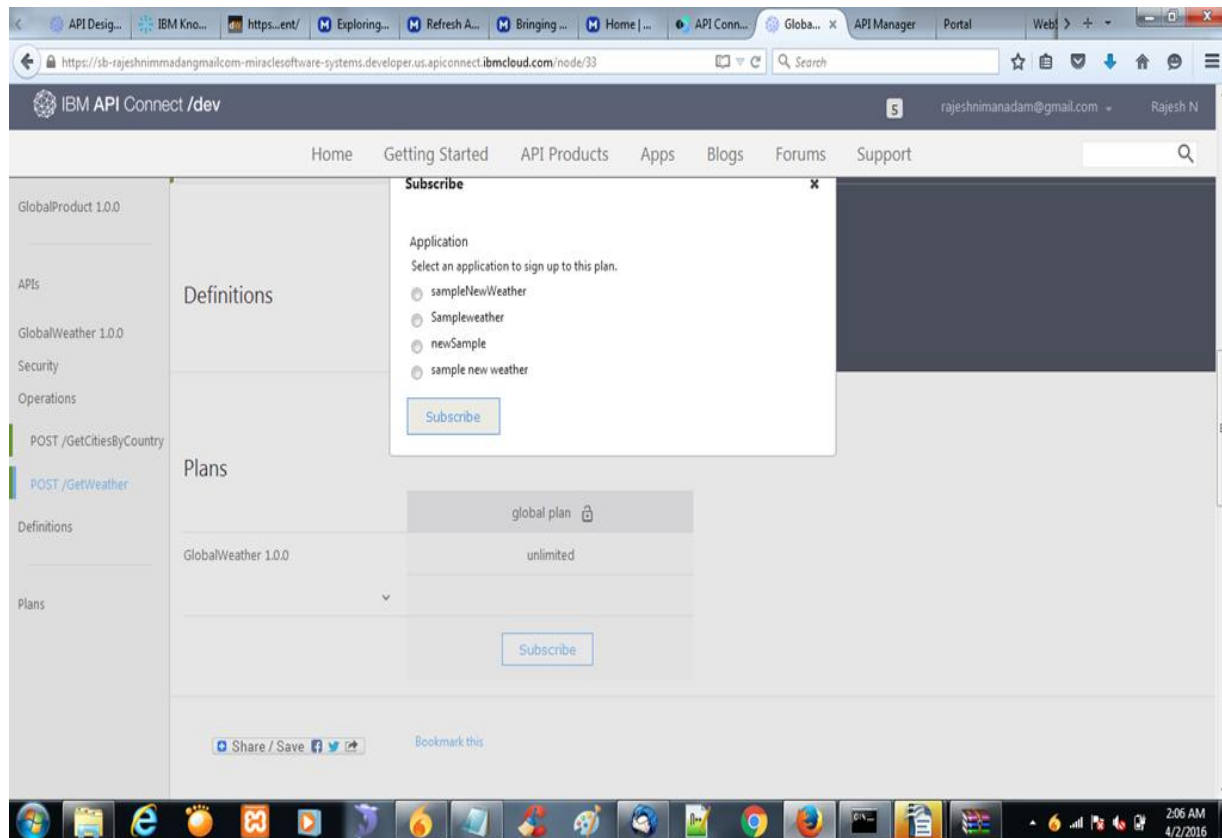 API Desig...
IBM Kno...
https...ent/
Exploring...
Refresh A...
Bringing ...
Home | ...
API Conn...
Globa... x
API Manager
Portal
https://sb-rajeshnimmadangmailcom-miraclesoftware-systems.developer.us.apiconnect.ibmcloud.com/node/33
Search
IBM API Connect /dev
5
rajeshnimanadam@gmail.com
Rajesh N
Home
Getting Started
API Products
Apps
Blogs
Forums
Support
GlobalProduct 1.0.0
APIs
GlobalWeather 1.0.0
Security
Operations
POST /GetCitiesByCountry
POST /GetWeather
Definitions
Plans
Subscribe
Application
Select an application to sign up to this plan.
sampleNewWeather
Sampleweather
newSample
sample new weather
Subscribe
Definitions
Plans
global plan
GlobalWeather 1.0.0
unlimited
Subscribe
Share / Save
Bookmark this
2:06 AM
4/2/2016